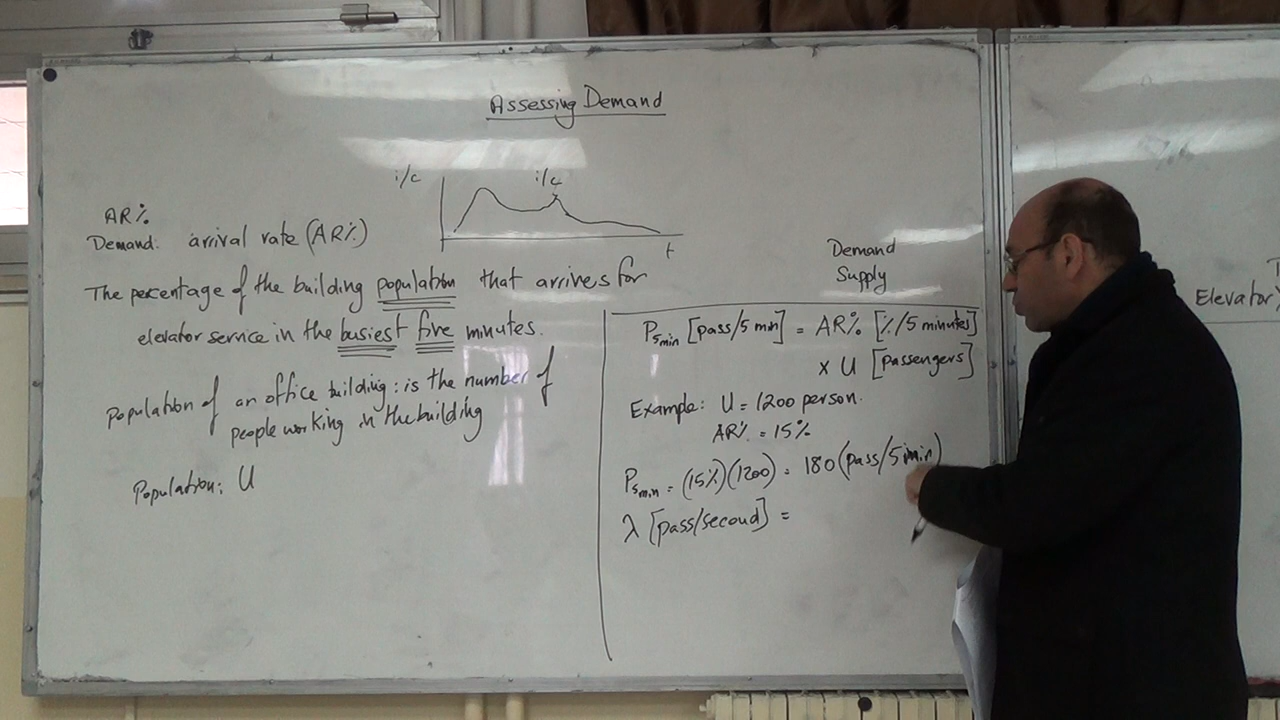 Assessing Demand
i/c
i/c
t
AR%
Demand: arrival rate (AR%)
The percentage of the building population that arrives for
elevator service in the busiest five minutes.
Population of an office building: is the number of
people working in the building
Population: U
Demand
Supply
P5min [pass/5 min] = AR% [%/5 minutes]
x U [passengers]
Example: U = 1200 person.
AR% = 15%
P5min = (15%)(1200) = 180 (pass/5min)
λ [pass/second] =
Elevator